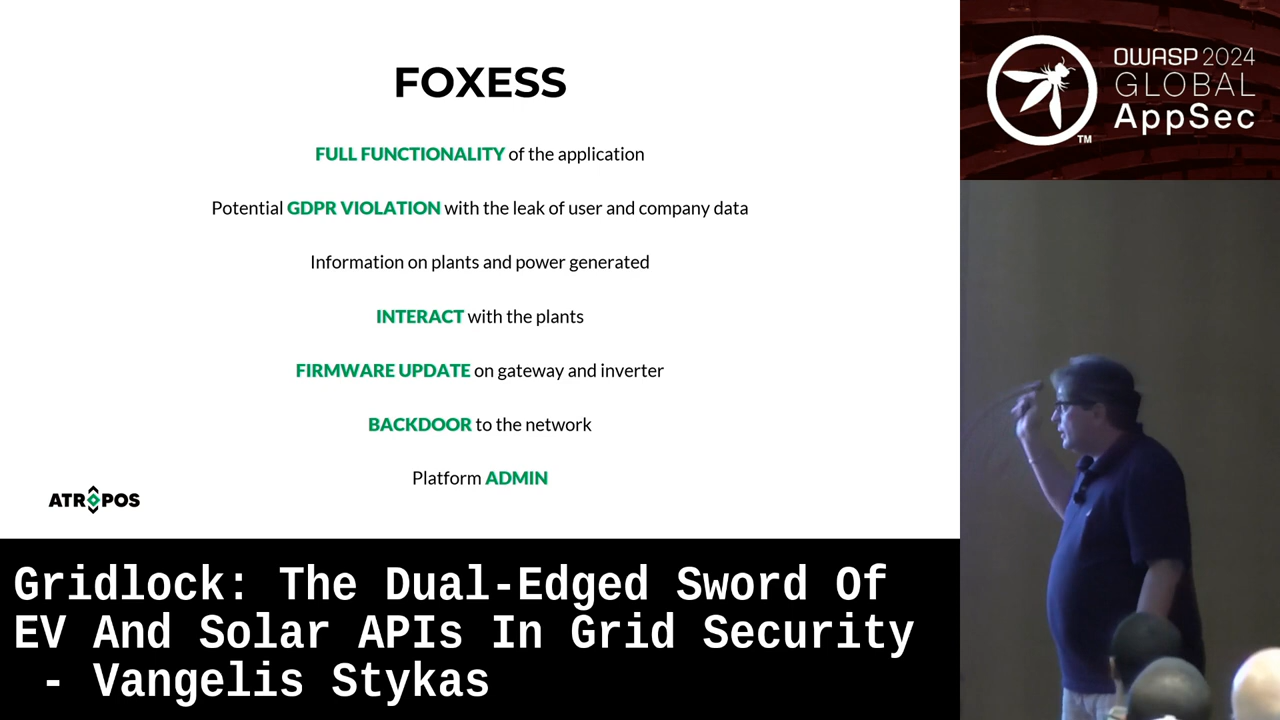 FOXESS
FULL FUNCTIONALITY of the application
Potential GDPR VIOLATION with the leak of user and company data
Information on plants and power generated
INTERACT with the plants
FIRMWARE UPDATE on gateway and inverter
BACKDOOR to the network
Platform ADMIN
ATROPOS
OWASP 2024
GLOBAL
AppSec
TM
Gridlock: The Dual-Edged Sword Of
EV And Solar APIs In Grid Security
- Vangelis Stykas